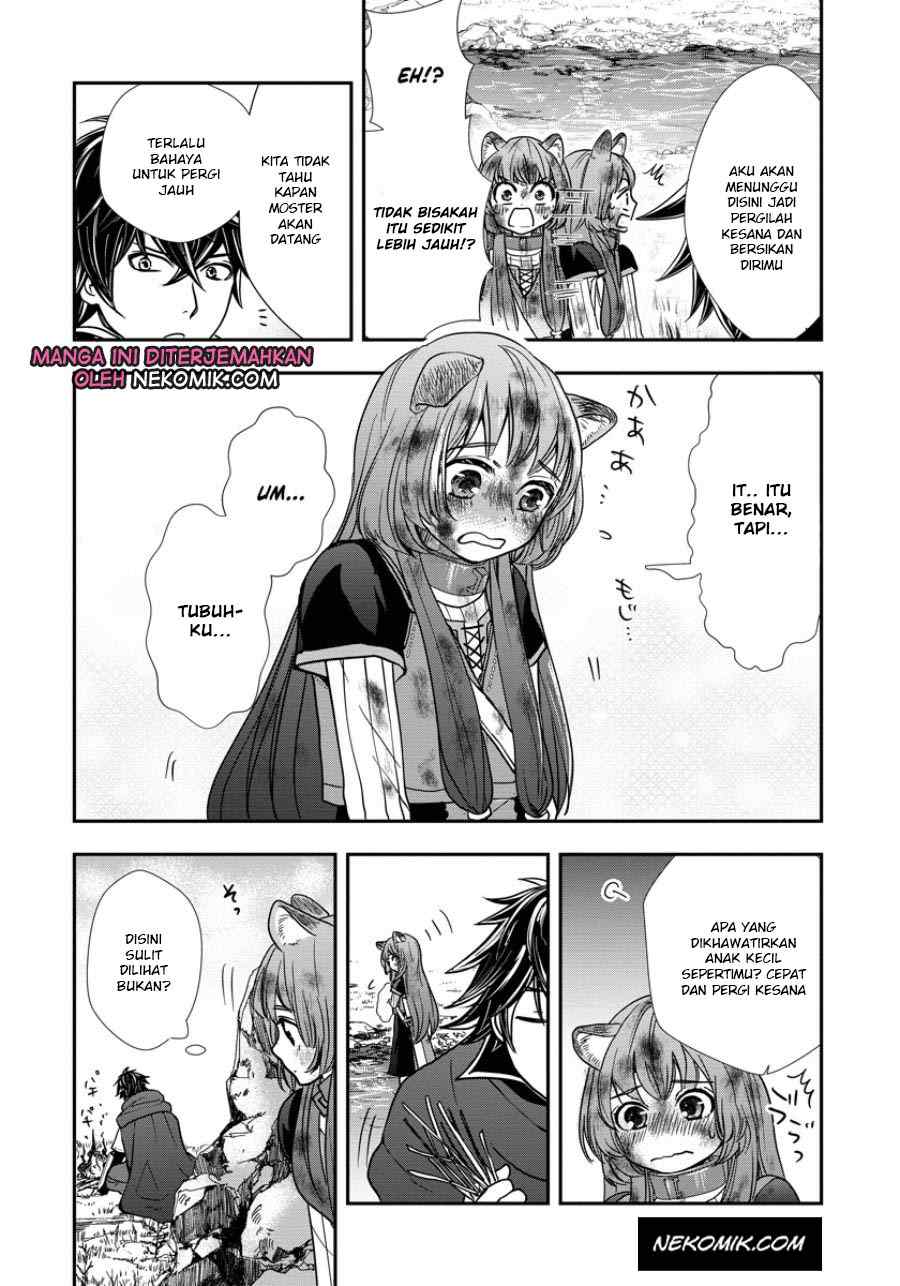 AKU AKAN
MENUNGGU
DISINI JADI
PERGILAH
KESANA DAN
BERSIKAN
DIRIMU
EH!?
TIDAK BISAKAH
ITU SEDIKIT
LEBIH JAUH!?
KITA TIDAK
TAHU
KAPAN
MOSTER
AKAN
DATANG
TERLALU
BAHAYA
UNTUK PERGI
JAUH
MANGA INI DITERJEMAHKAN
OLEH NEKOMIK.COM
IT.. ITU
BENAR,
TAPI...
かあぁ...
もじ...
UM...
TUBUH-
KU...
APA YANG
DIKHAWATIRKAN
ANAK KECIL
SEPERTIMU? CEPAT
DAN PERGI KESANA
DISINI
SULIT
DILIHAT
BUKAN?
NEKOMIK.COM